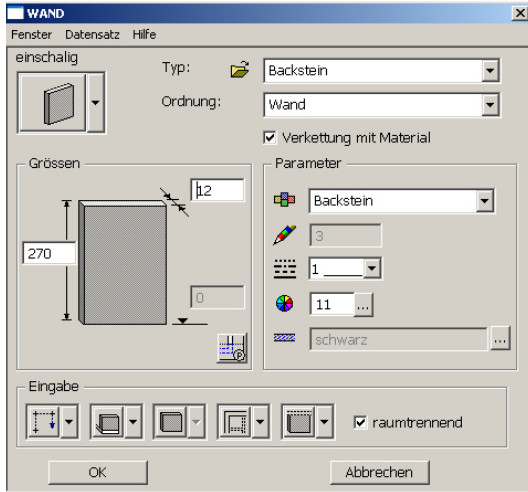 WAND
Fenster Datensatz Hilfe
einschalig
Typ: Backstein
Ordnung: Wand
Verkettung mit Material
Grössen
12
270
0
Parameter
Backstein
3
1
11 ...
schwarz ...
Eingabe
raumtrennend
OK Abbrechen